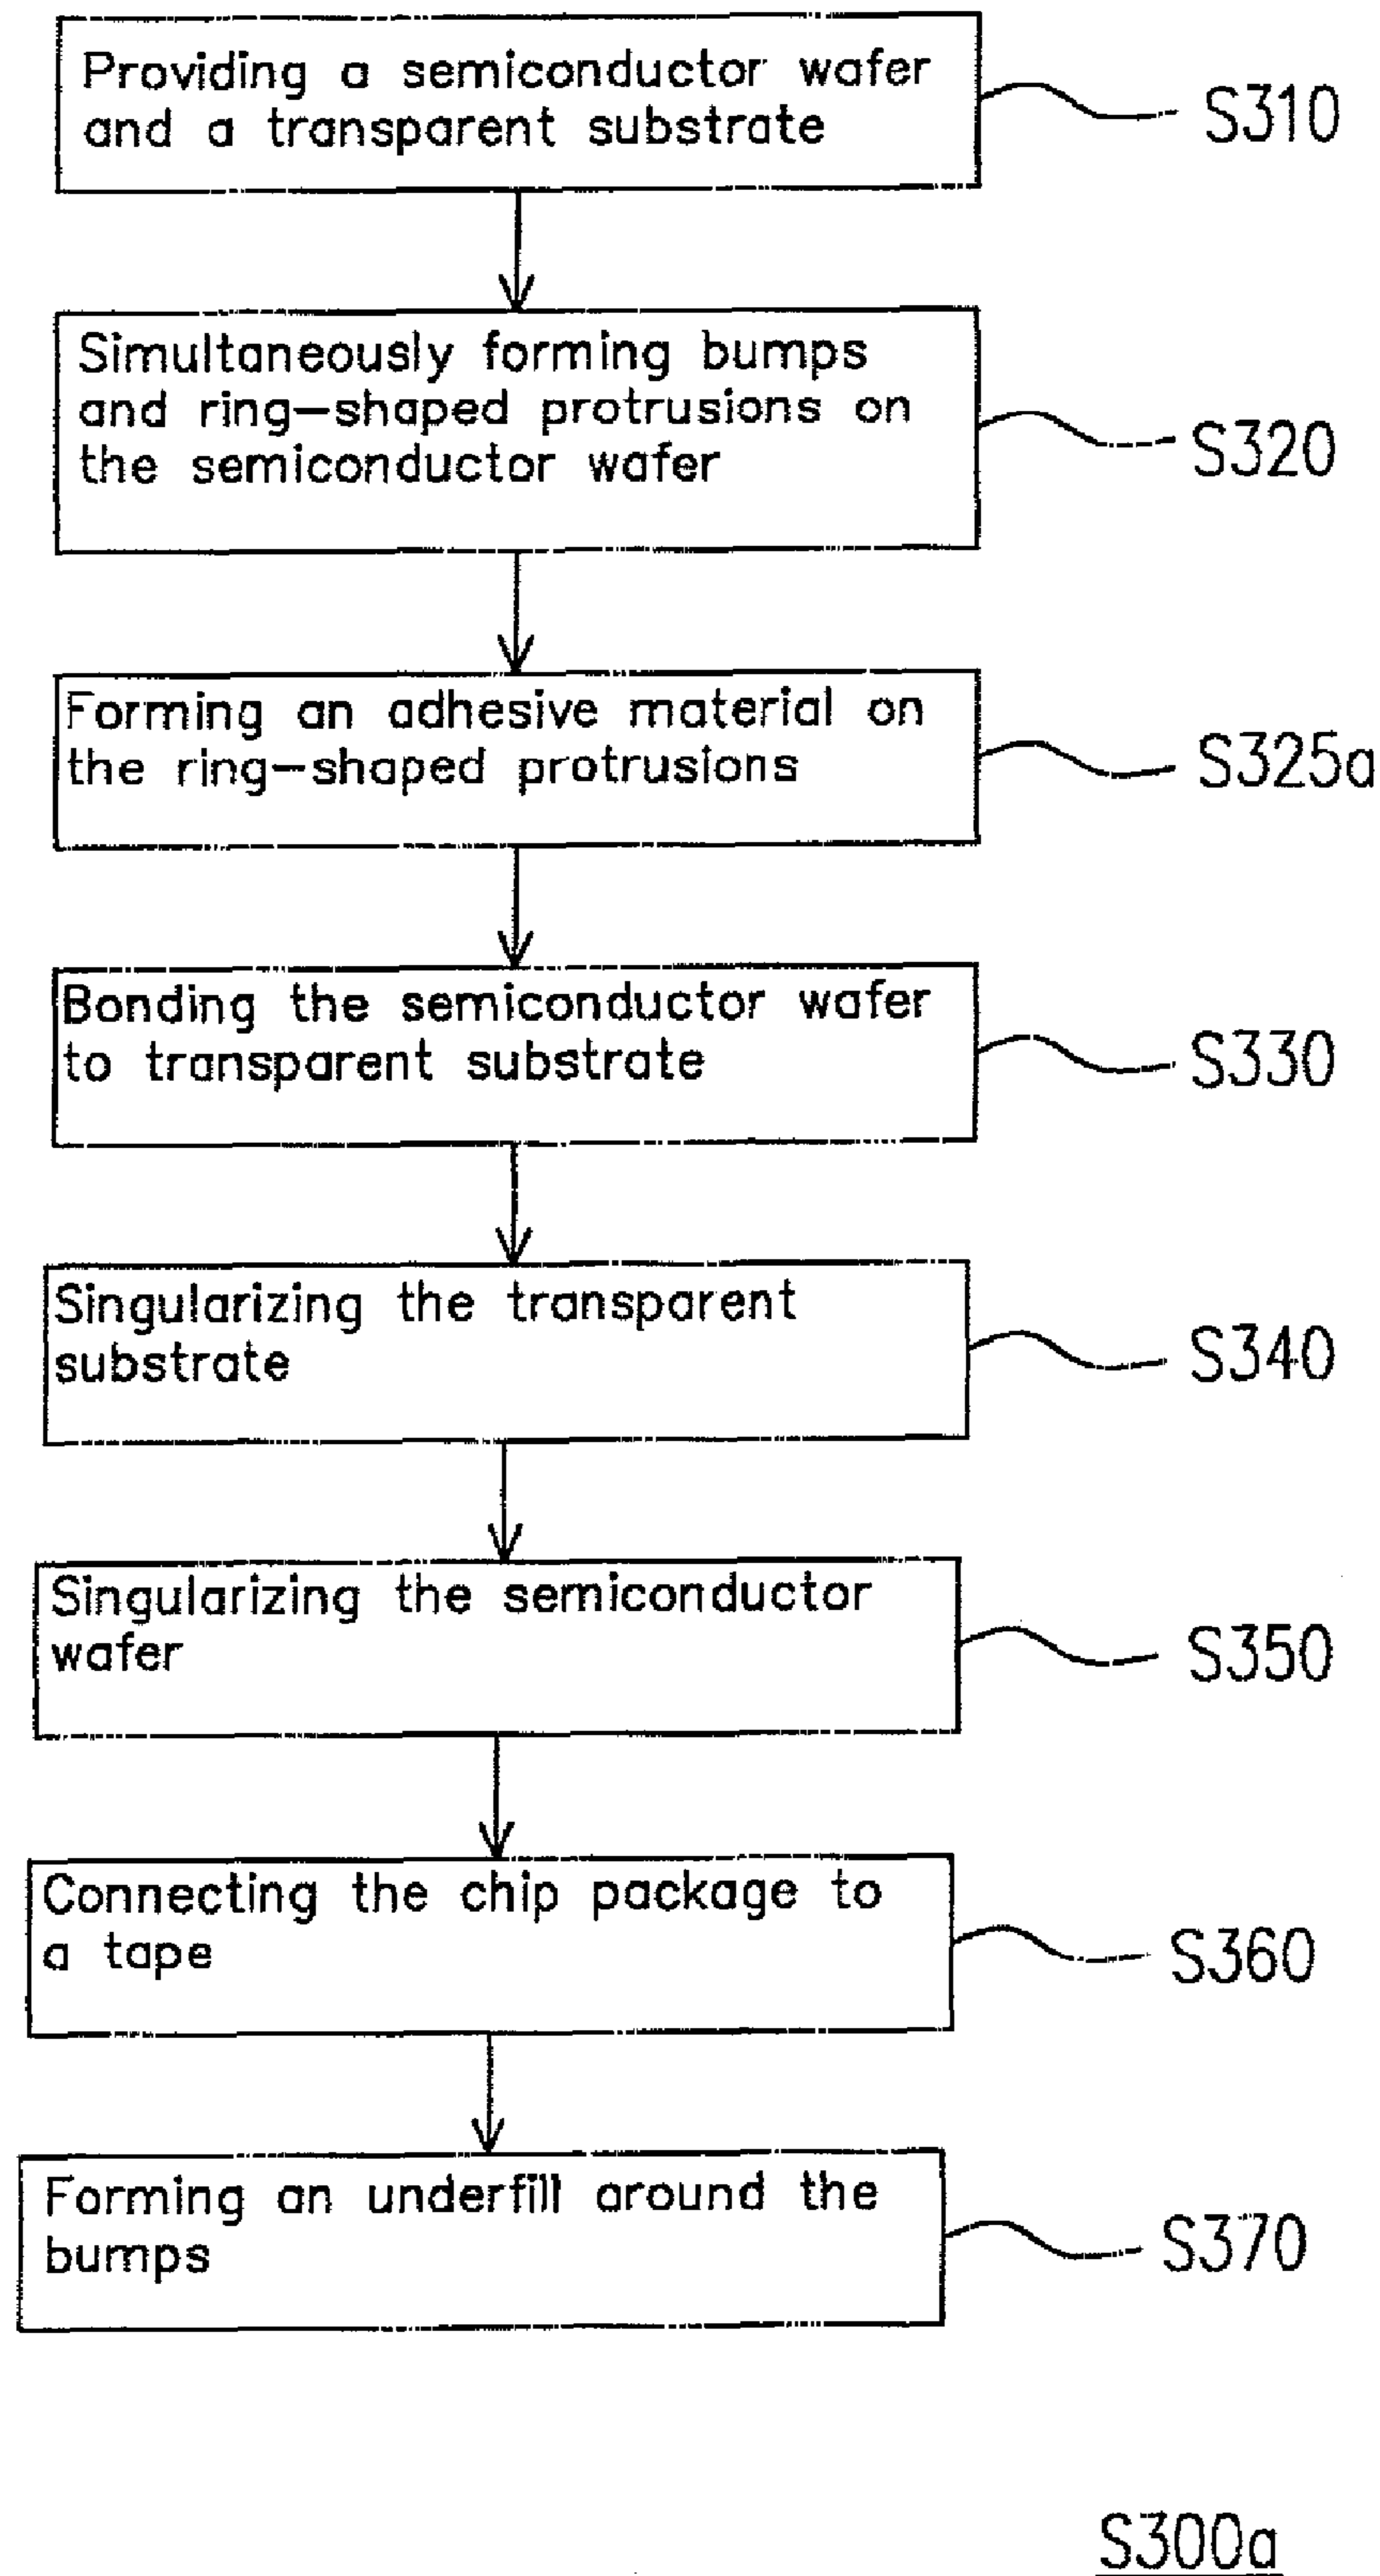 Providing a semiconductor wafer
and a transparent substrate
S310
Simultaneously forming bumps
and ring-shaped protrusions on
the semiconductor wafer
S320
Forming an adhesive material on
the ring-shaped protrusions
S325a
Bonding the semiconductor wafer
to transparent substrate
S330
Singularizing the transparent
substrate
S340
Singularizing the semiconductor
wafer
S350
Connecting the chip package to
a tape
S360
Forming an underfill around the
bumps
S370
S300a